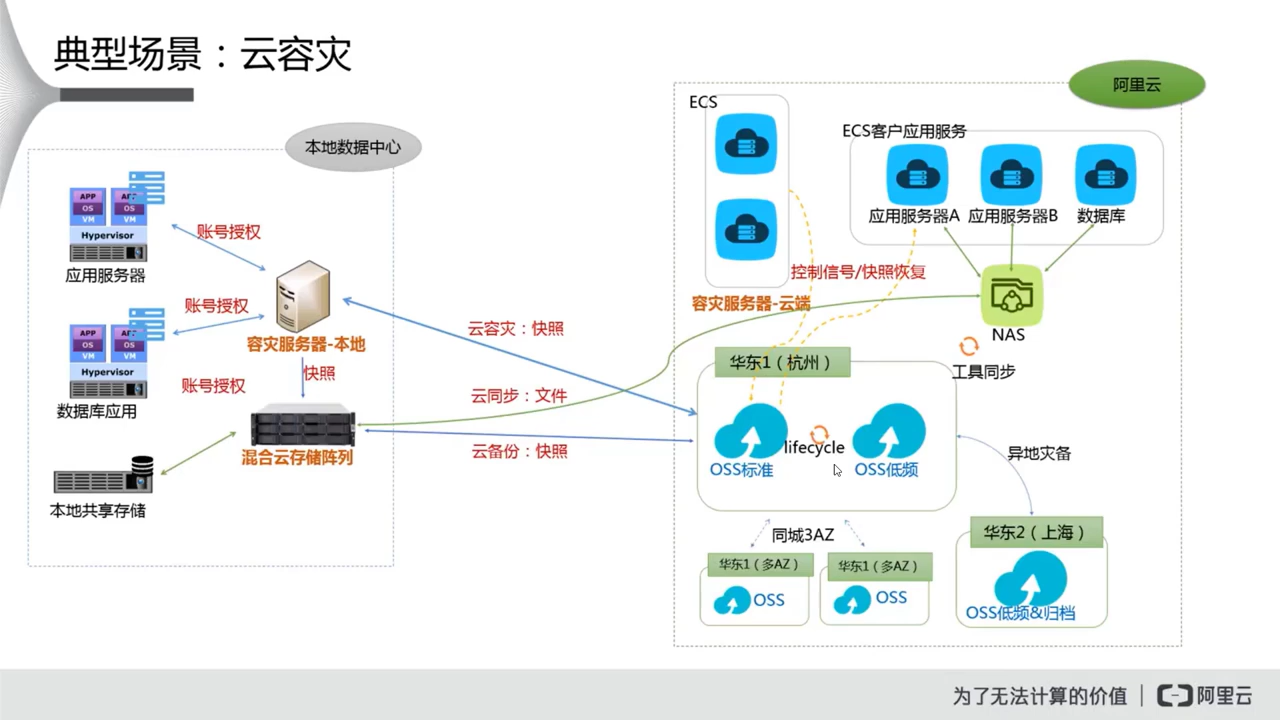 典型场景：云容灾
阿里云
ECS
ECS客户应用服务
应用服务器A
应用服务器B
数据库
本地数据中心
APP
OS
VM
APP
OS
VM
Hypervisor
应用服务器
账号授权
账号授权
账号授权
APP
OS
VM
APP
OS
VM
Hypervisor
数据库应用
容灾服务器-本地
快照
混合云存储阵列
本地共享存储
云容灾：快照
云同步：文件
云备份：快照
控制信号/快照恢复
容灾服务器-云端
NAS
工具同步
华东1（杭州）
lifecycle
OSS标准
OSS低频
异地灾备
同城3AZ
华东1（多AZ）
OSS
华东1（多AZ）
OSS
华东2（上海）
OSS低频&归档
为了无法计算的价值
阿里云